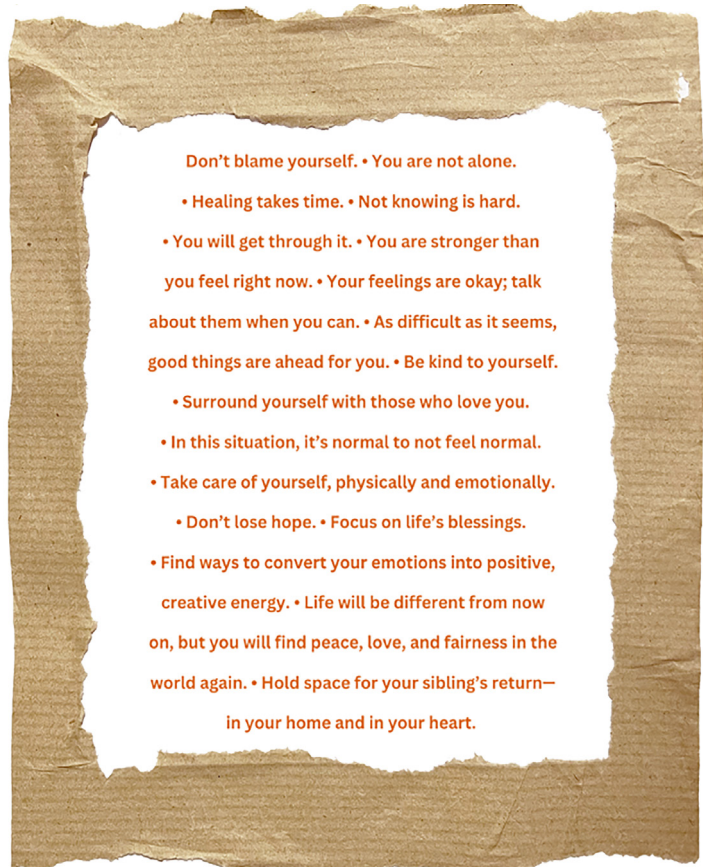 Don’t blame yourself. • You are not alone.
• Healing takes time. • Not knowing is hard.
• You will get through it. • You are stronger than
you feel right now. • Your feelings are okay; talk
about them when you can. • As difficult as it seems,
good things are ahead for you. • Be kind to yourself.
• Surround yourself with those who love you.
• In this situation, it’s normal to not feel normal.
• Take care of yourself, physically and emotionally.
• Don’t lose hope. • Focus on life’s blessings.
• Find ways to convert your emotions into positive,
creative energy. • Life will be different from now
on, but you will find peace, love, and fairness in the
world again. • Hold space for your sibling’s return—
in your home and in your heart.